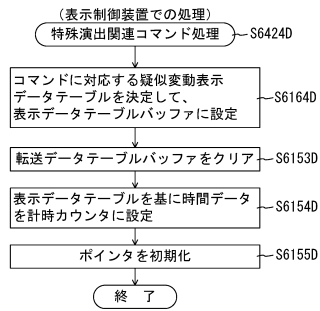 (表示制御装置での処理)
特殊演出関連コマンド処理
S6424D
コマンドに対応する疑似変動表示
データテーブルを決定して、
表示データテーブルバッファに設定
S6164D
転送データテーブルバッファをクリア
S6153D
表示データテーブルを基に時間データ
を計時カウンタに設定
S6154D
ポインタを初期化
S6155D
終 了